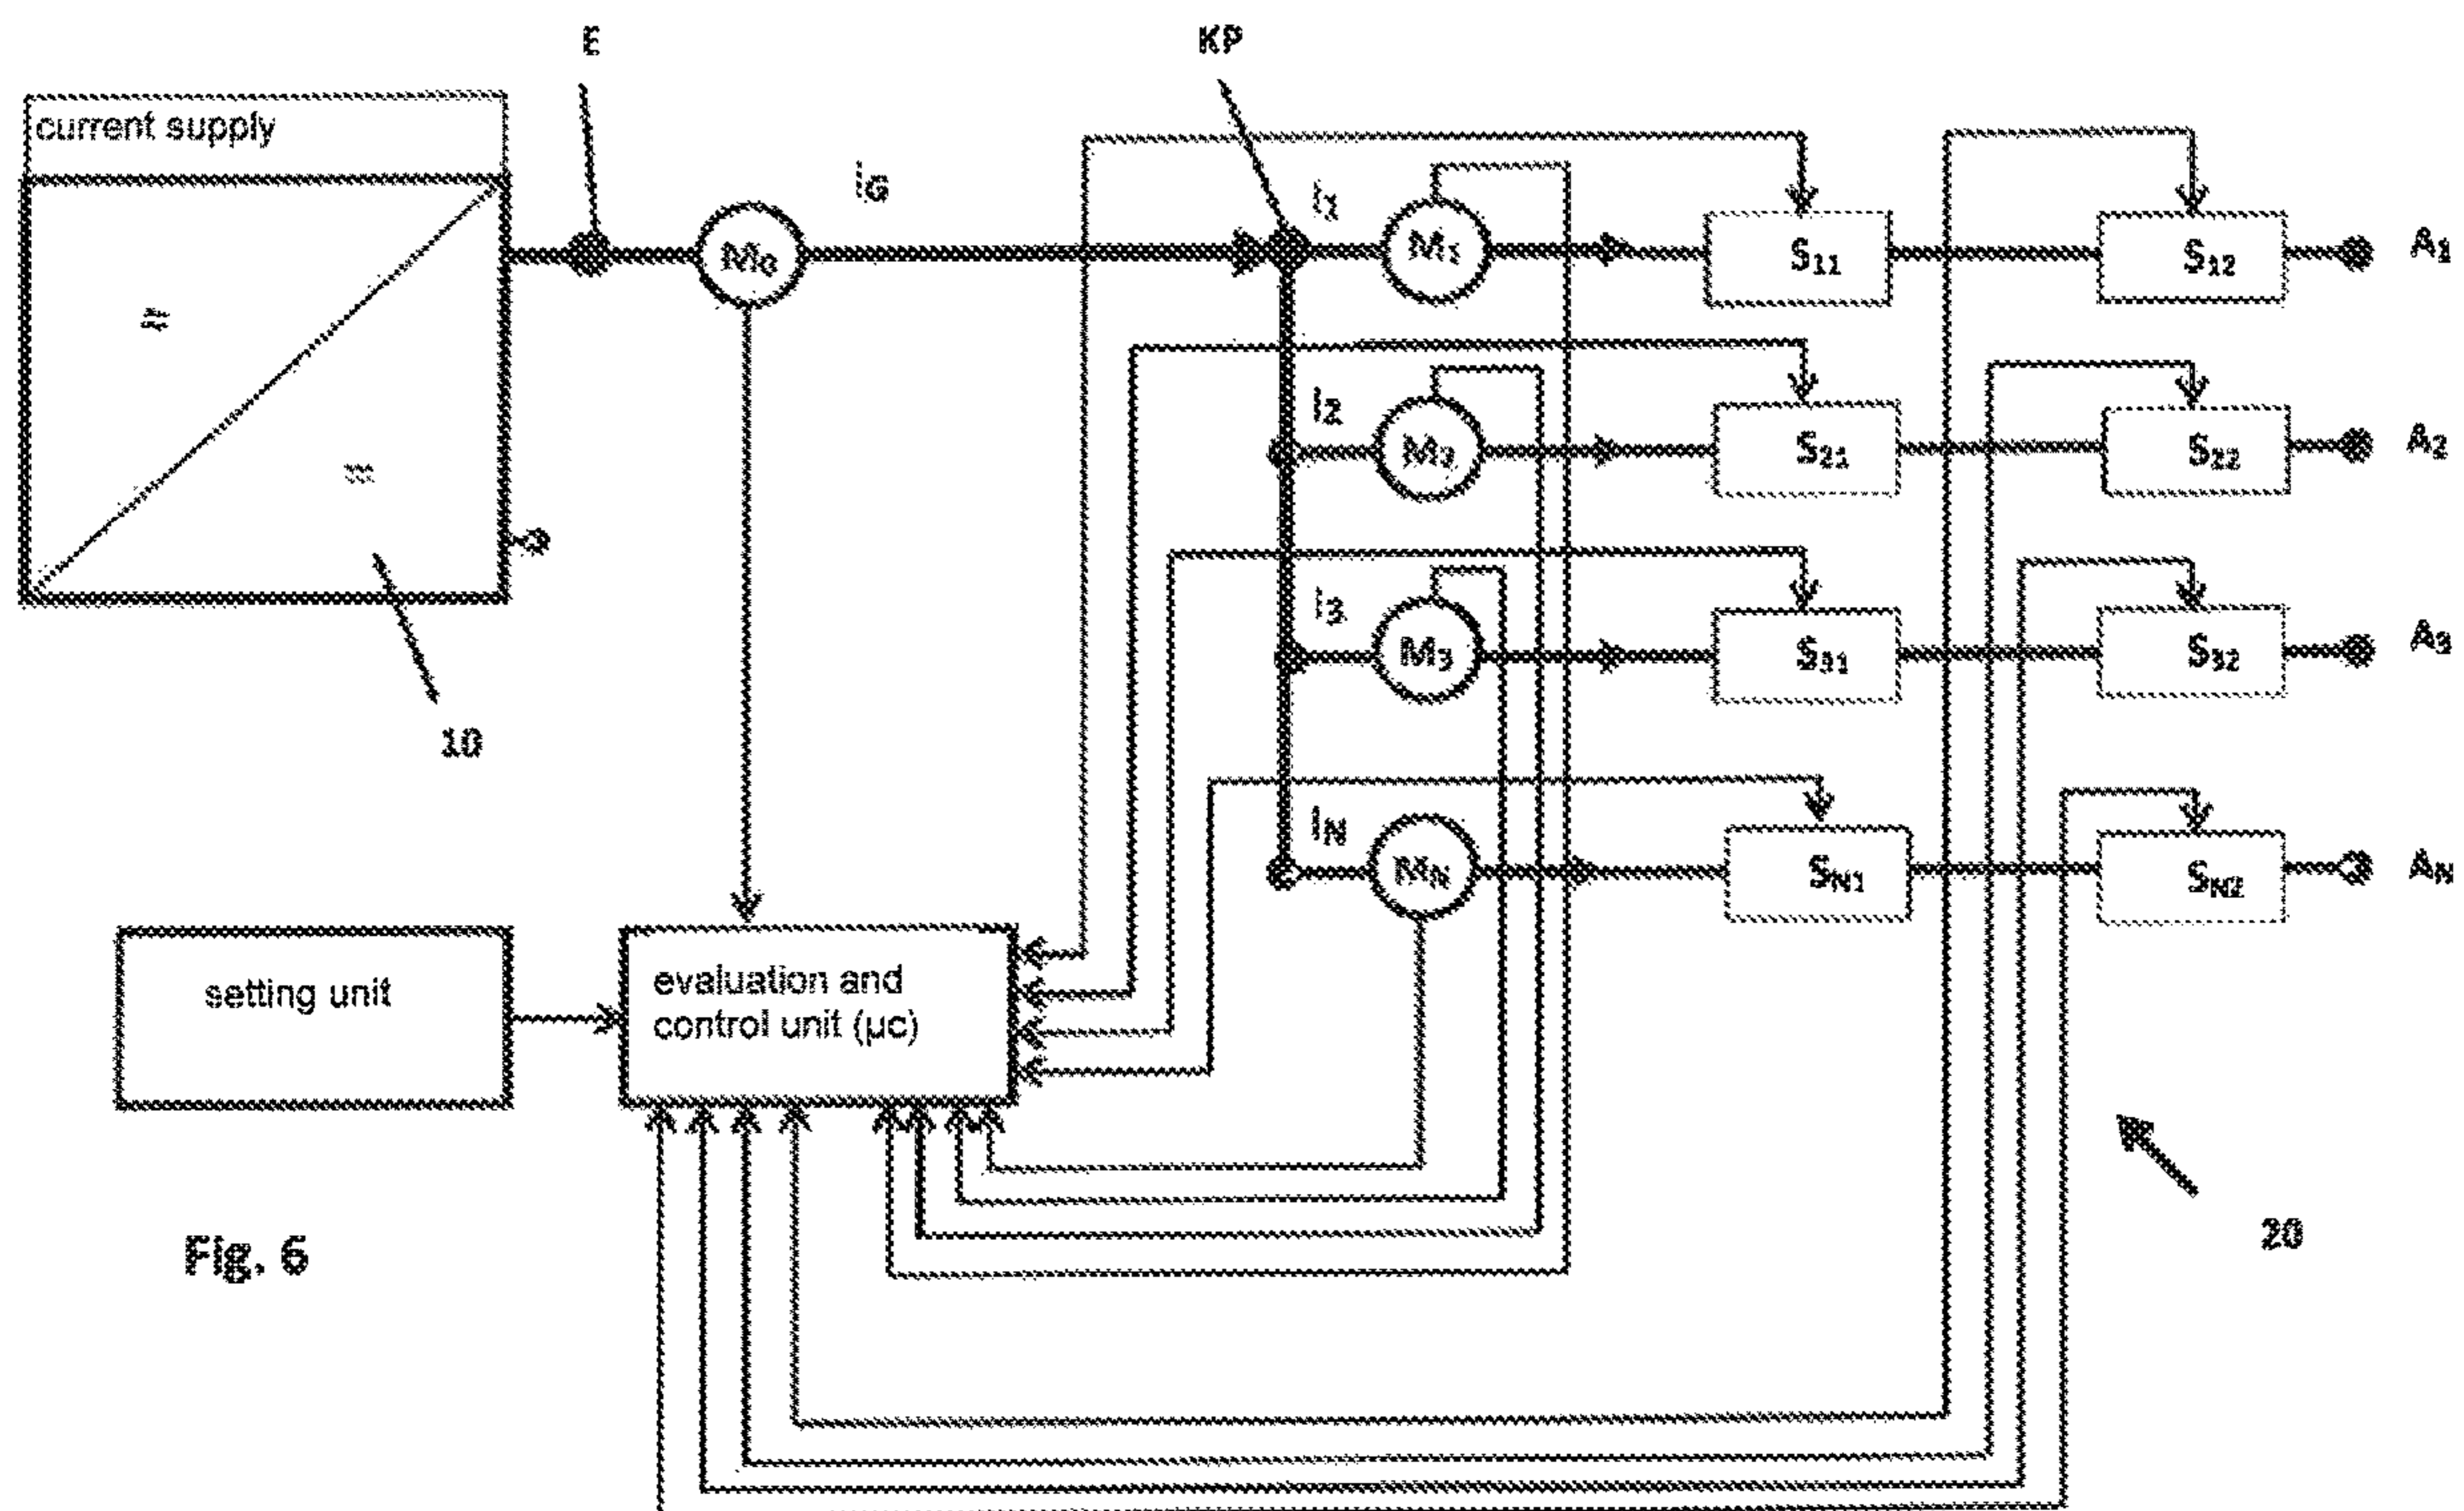 E
KP
current supply
IG
I1
M0
M1
S11
S12
A1
≈
I2
M2
S21
S22
A2
=
I3
M3
S31
S32
A3
10
IN
MN
SN1
SN2
AN
setting unit
evaluation and
control unit (µc)
20
Fig. 6